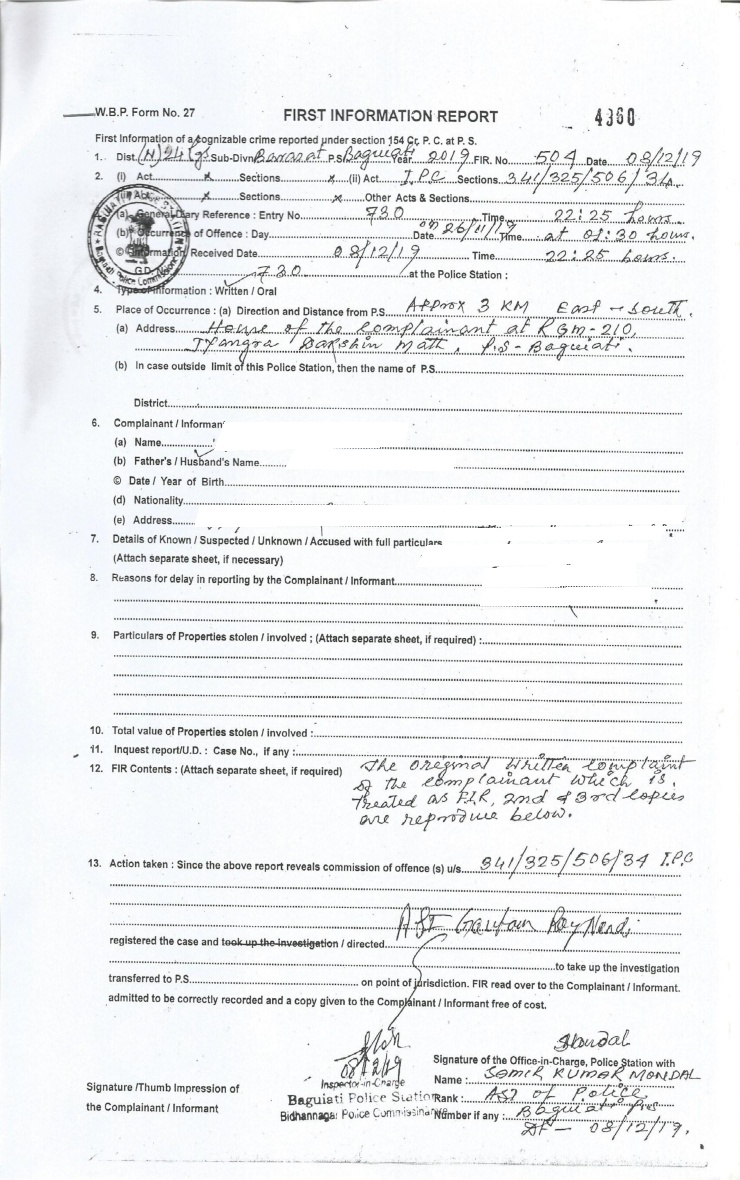 W.B.P. Form No. 27
FIRST INFORMATION REPORT
4360
First Information of a cognizable crime reported under section 154 Cr. P. C. at P. S.
1. Dist. (N) 24 Pgs Sub-Divn Barasat P.S. Baguiati Year 2019 FIR. No. 504 Date 08/12/19
2. (i) Act x Sections x (ii) Act I.P.C Sections 341/325/506/34
x Sections x Other Acts & Sections
(a) General Diary Reference : Entry No. 730 Time 22:25 hours
(b) Occurrence of Offence : Day Date 26/11/19 Time at 01:30 hours.
© Information Received Date 08/12/19 Time 22:25 hours.
G.D. 730 at the Police Station :
4. Type of Information : Written / Oral
5. Place of Occurrence : (a) Direction and Distance from P.S. Approx 3 KM East – South.
(a) Address House of the complainant at RGM-210,
Jyangra Dakshin Math. P.S - Baguiati.
(b) In case outside limit of this Police Station, then the name of P.S.
District
6. Complainant / Informan
(a) Name
(b) Father's / Husband's Name
© Date / Year of Birth
(d) Nationality
(e) Address
7. Details of Known / Suspected / Unknown / Accused with full particulars
(Attach separate sheet, if necessary)
8. Reasons for delay in reporting by the Complainant / Informant
9. Particulars of Properties stolen / involved ; (Attach separate sheet, if required) :
10. Total value of Properties stolen / involved :
11. Inquest report/U.D. : Case No., if any :
12. FIR Contents : (Attach separate sheet, if required) The Original written complaint
of the complainant which is
treated as FIR, 2nd & 3rd copies
are reproduce below.
13. Action taken : Since the above report reveals commission of offence (s) u/s 341/325/506/34 I.P.C
registered the case and took up the investigation / directed ASI Gautam Roy Nandi
to take up the investigation
transferred to P.S. on point of jurisdiction. FIR read over to the Complainant / Informant.
admitted to be correctly recorded and a copy given to the Complainant / Informant free of cost.
Signature /Thumb Impression of
the Complainant / Informant
08/12/19
Inspector-in-Charge
Baguiati Police Station
Bidhannagar Police Commissionerate
SMondal
Signature of the Office-in-Charge, Police Station with
Name : SAMIR KUMAR MONDAL
Rank : ASI of Police
Number if any : Baguiati PS
DT – 08/12/19.